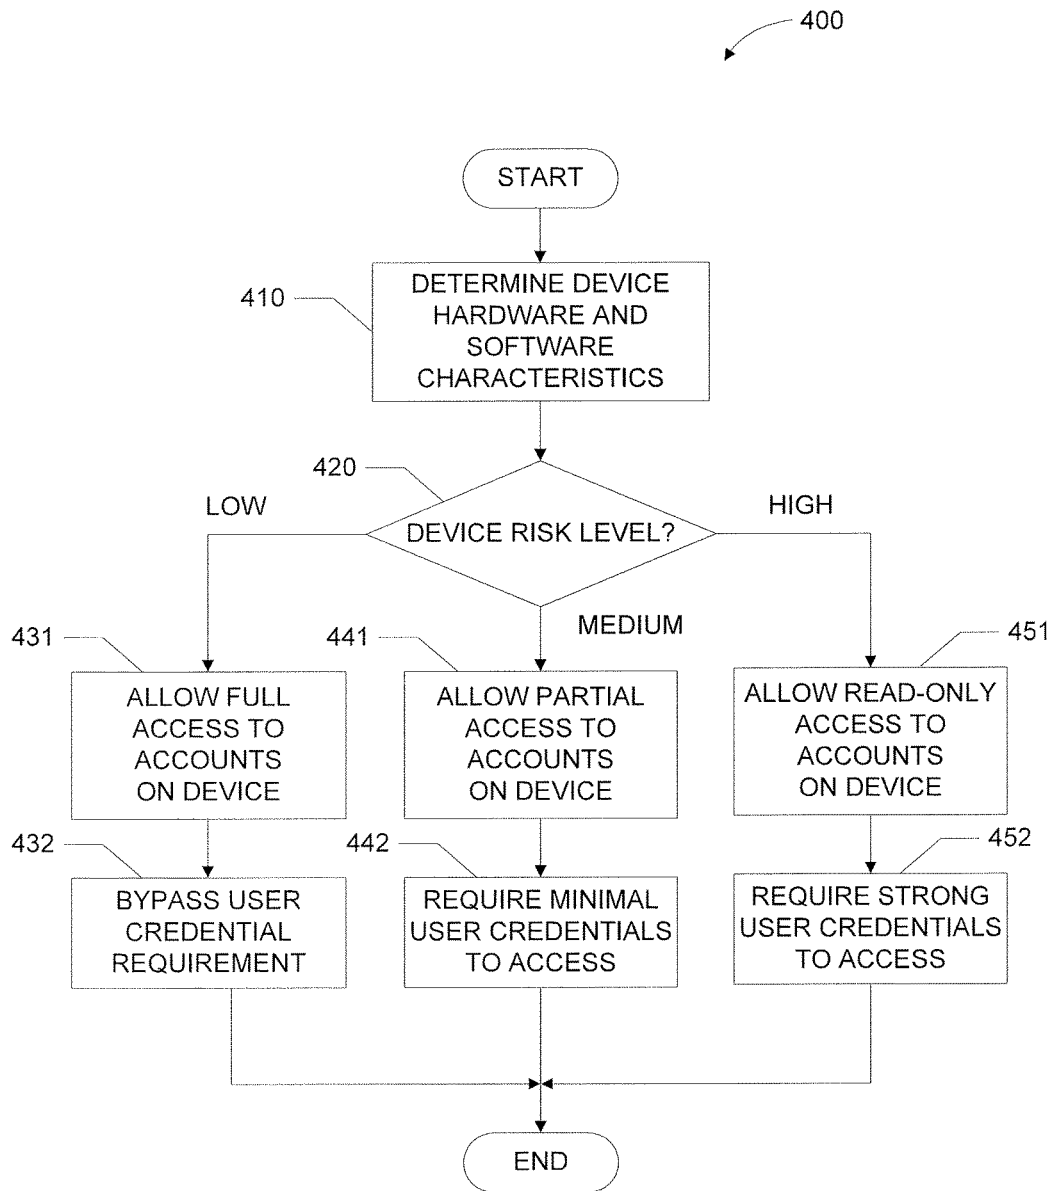 400
START
410
DETERMINE DEVICE
HARDWARE AND
SOFTWARE
CHARACTERISTICS
420
LOW
DEVICE RISK LEVEL?
HIGH
MEDIUM
431
ALLOW FULL
ACCESS TO
ACCOUNTS
ON DEVICE
441
ALLOW PARTIAL
ACCESS TO
ACCOUNTS
ON DEVICE
451
ALLOW READ-ONLY
ACCESS TO
ACCOUNTS
ON DEVICE
432
BYPASS USER
CREDENTIAL
REQUIREMENT
442
REQUIRE MINIMAL
USER CREDENTIALS
TO ACCESS
452
REQUIRE STRONG
USER CREDENTIALS
TO ACCESS
END